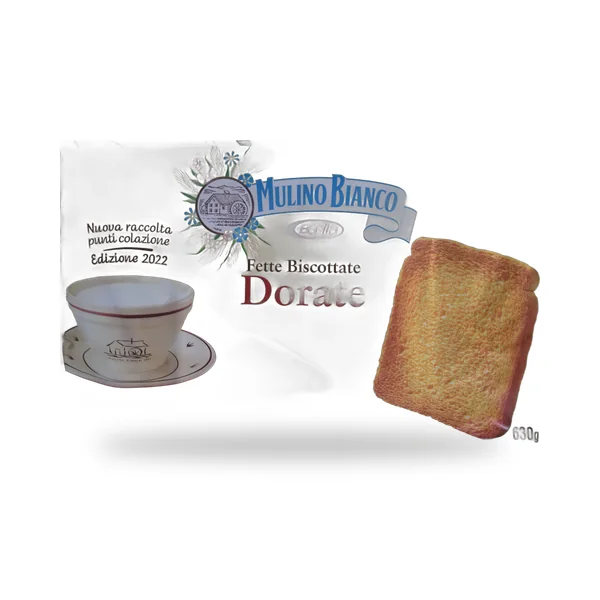 MULINO BIANCO
Barilla
Nuova raccolta
punti colazione
Edizione 2022
Fette Biscottate
Dorate
630g